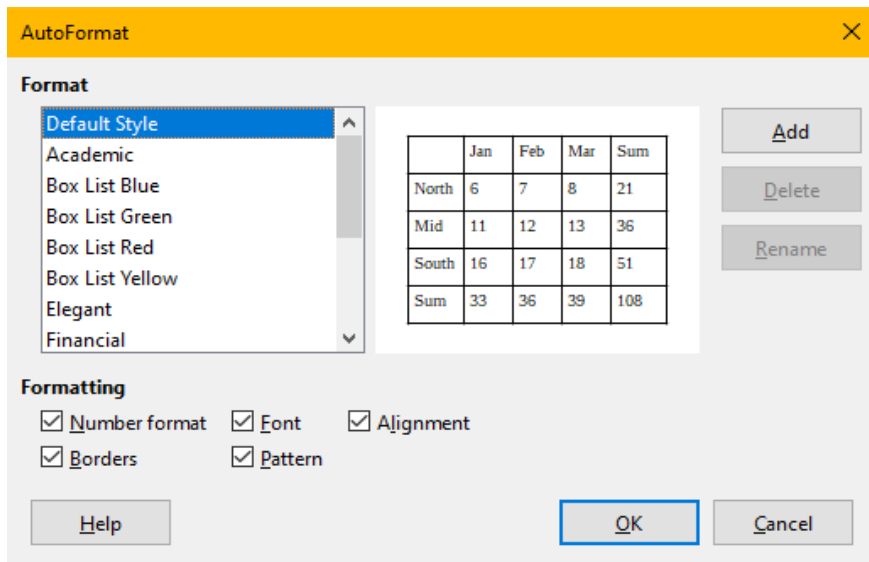 AutoFormat
Format
Default Style
Academic
Box List Blue
Box List Green
Box List Red
Box List Yellow
Elegant
Financial
Jan Feb Mar Sum
North 6 7 8 21
Mid 11 12 13 36
South 16 17 18 51
Sum 33 36 39 108
Add
Delete
Rename
Formatting
Number format Font Alignment
Borders Pattern
Help OK Cancel